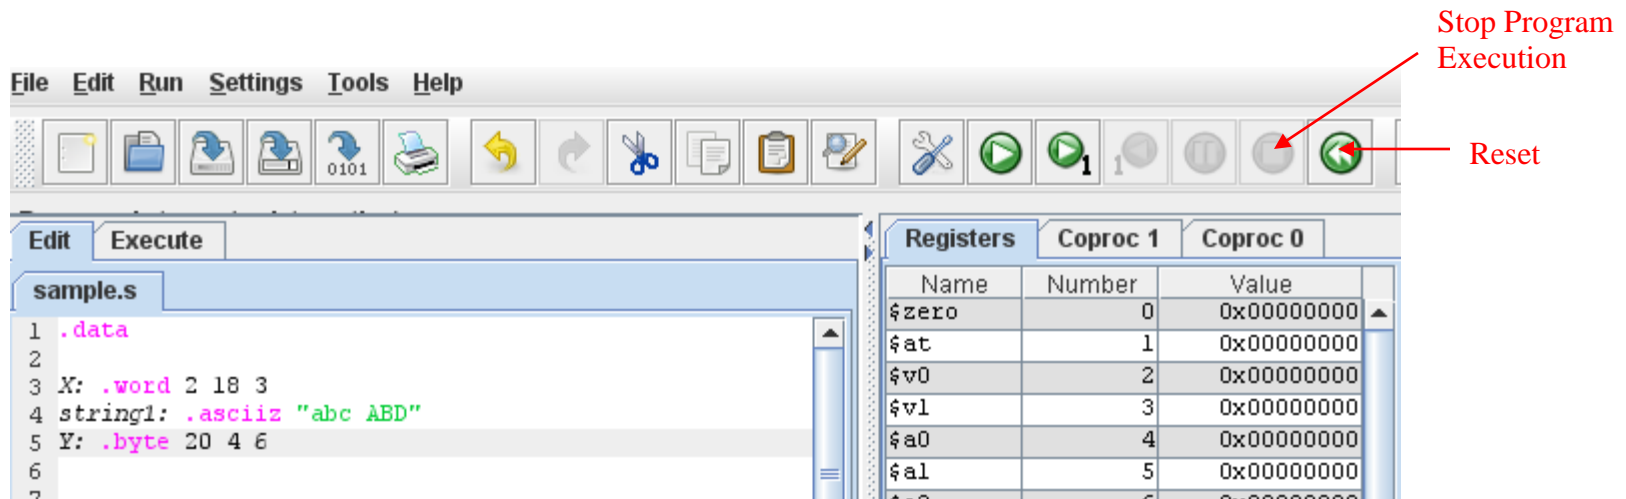 Stop Program
Execution
File Edit Run Settings Tools Help
0101
1
1
Reset
Edit Execute
Registers Coproc 1 Coproc 0
sample.s
Name Number Value
$zero 0 0x00000000
1 .data
$at 1 0x00000000
2
$v0 2 0x00000000
3 X: .word 2 18 3
$v1 3 0x00000000
4 string1: .asciiz "abc ABD"
5 Y: .byte 20 4 6
$a0 4 0x00000000
6
$a1 5 0x00000000